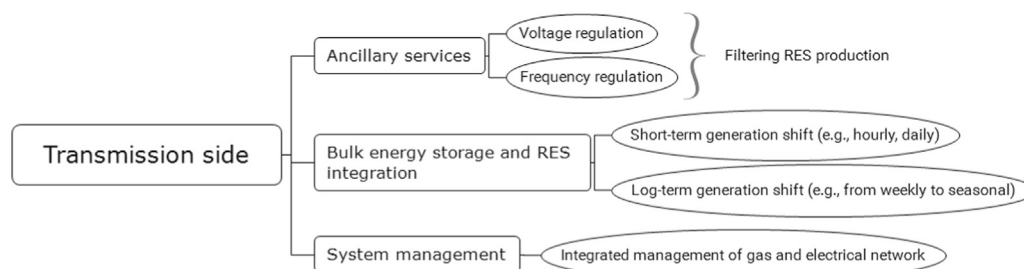 Voltage regulation
Ancillary services
Filtering RES production
Frequency regulation
Short-term generation shift (e.g., hourly, daily)
Transmission side
Bulk energy storage and RES
integration
Log-term generation shift (e.g., from weekly to seasonal)
System management
Integrated management of gas and electrical network